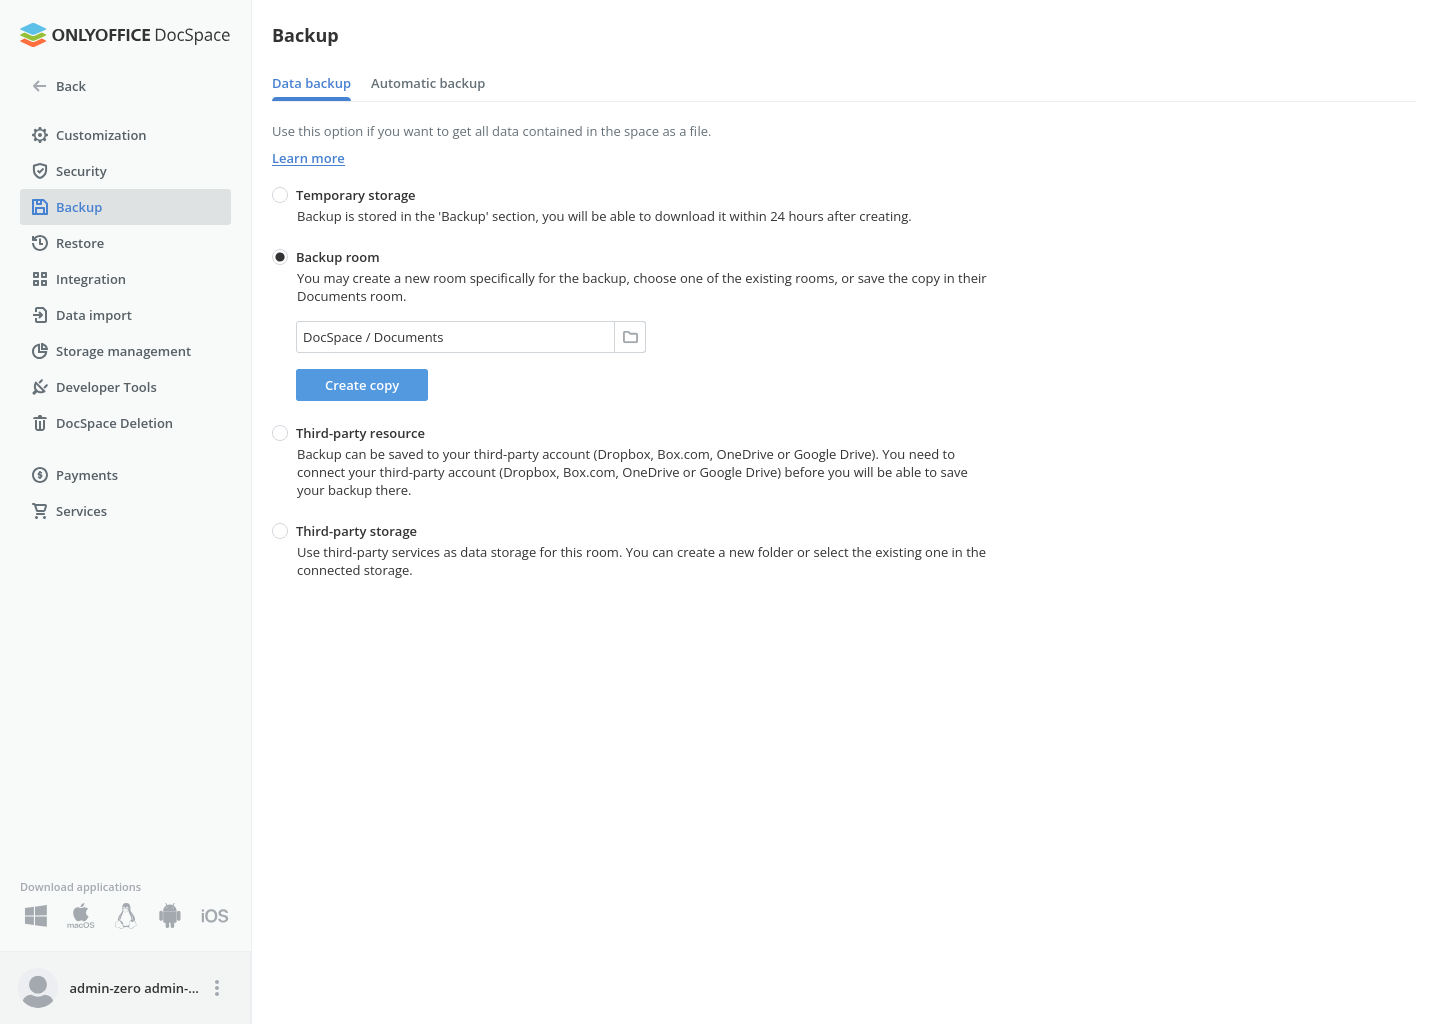 ONLYOFFICE DocSpace
Back
Customization
Security
Backup
Restore
Integration
Data import
Storage management
Developer Tools
DocSpace Deletion
Payments
Services
Download applications
macOS
iOS
admin-zero admin-...
Backup
Data backup
Automatic backup
Use this option if you want to get all data contained in the space as a file.
Learn more
Temporary storage
Backup is stored in the 'Backup' section, you will be able to download it within 24 hours after creating.
Backup room
You may create a new room specifically for the backup, choose one of the existing rooms, or save the copy in their
Documents room.
DocSpace / Documents
Create copy
Third-party resource
Backup can be saved to your third-party account (Dropbox, Box.com, OneDrive or Google Drive). You need to
connect your third-party account (Dropbox, Box.com, OneDrive or Google Drive) before you will be able to save
your backup there.
Third-party storage
Use third-party services as data storage for this room. You can create a new folder or select the existing one in the
connected storage.